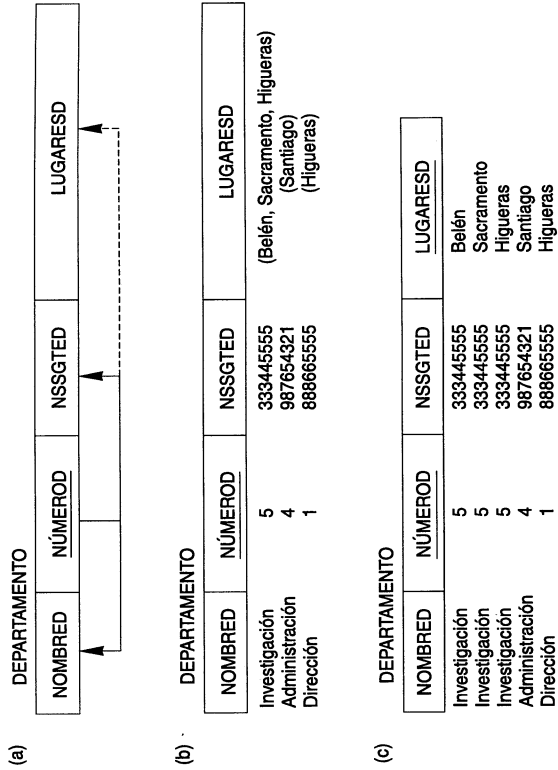 (a)
DEPARTAMENTO
NOMBRED NÚMEROD NSSGTED LUGARESD
(b)
DEPARTAMENTO
NOMBRED NÚMEROD NSSGTED LUGARESD
Investigación 5 333445555 (Belén, Sacramento, Higueras)
Administración 4 987654321 (Santiago)
Dirección 1 888665555 (Higueras)
(c)
DEPARTAMENTO
NOMBRED NÚMEROD NSSGTED LUGARESD
Investigación 5 333445555 Belén
Investigación 5 333445555 Sacramento
Investigación 5 333445555 Higueras
Administración 4 987654321 Santiago
Dirección 1 888665555 Higueras